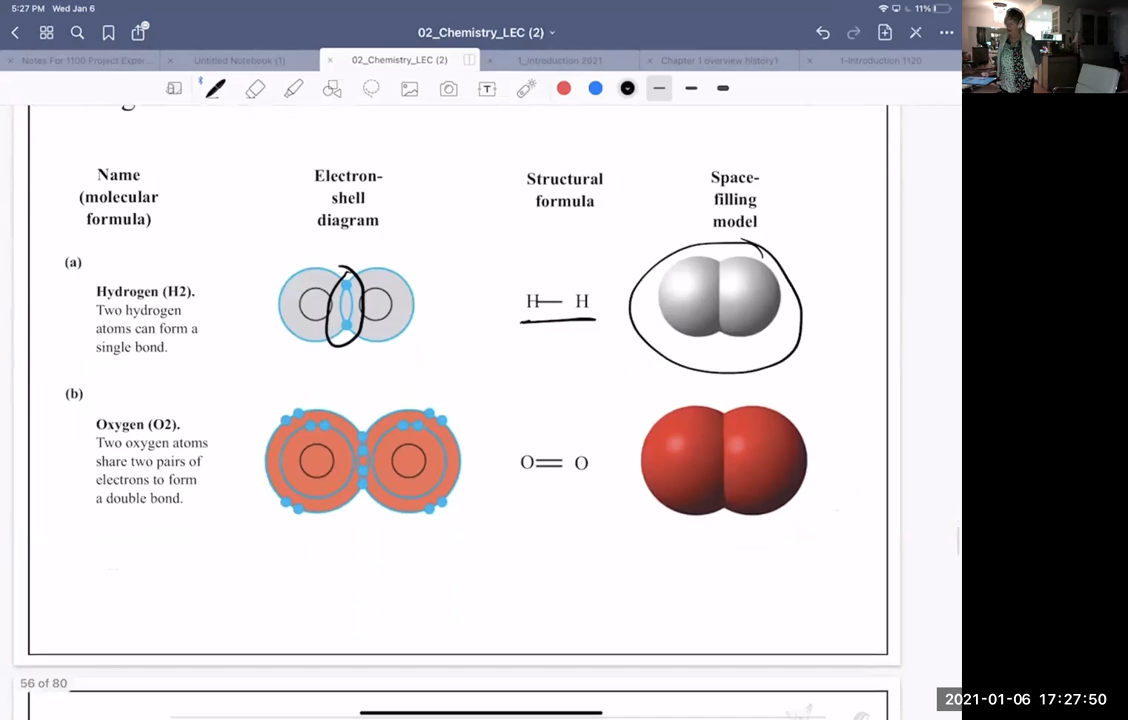 5:27 PM Wed Jan 6
11%
02_Chemistry_LEC (2)
Notes For 1100 Project Exper...
Untitled Notebook (1)
02_Chemistry_LEC (2)
1_Introduction 2021
Chapter 1 overview history1
1-Introduction 1120
Name
(molecular
formula)
Electron-
shell
diagram
Structural
formula
Space-
filling
model
(a)
Hydrogen (H2).
Two hydrogen
atoms can form a
single bond.
H— H
(b)
Oxygen (O2).
Two oxygen atoms
share two pairs of
electrons to form
a double bond.
O═ O
56 of 80
2021-01-06 17:27:50